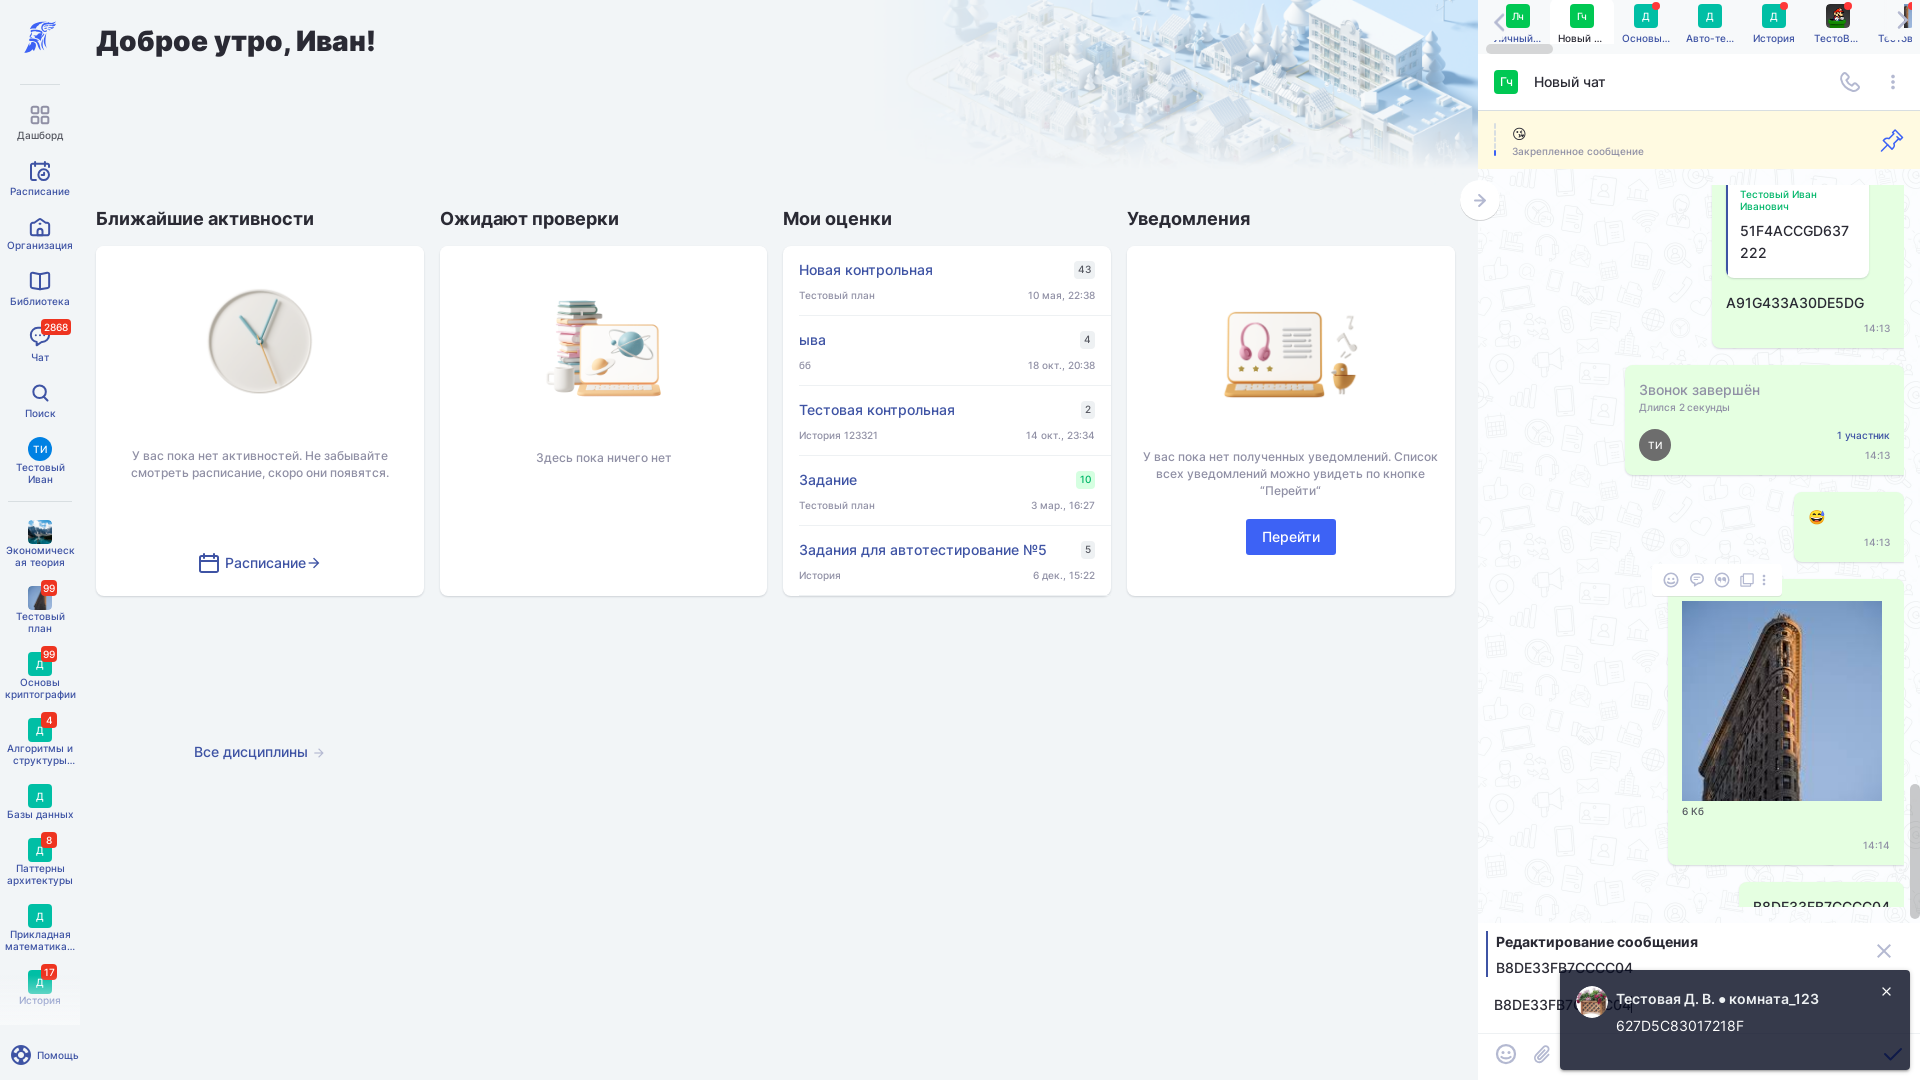 Дашборд
Расписание
Организация
Библиотека
2868
Чат
Поиск
ТИ
Тестовый
Иван
Экономическ
ая теория
99
Тестовый
план
99
Д
Основы
криптографии
4
Д
Алгоритмы и
структуры...
Д
Базы данных
8
Д
Паттерны
архитектуры
Д
Прикладная
математика...
17
Д
История
Помощь
Доброе утро, Иван!
Ближайшие активности
У вас пока нет активностей. Не забывайте
смотреть расписание, скоро они появятся.
Расписание
Ожидают проверки
Здесь пока ничего нет
Мои оценки
Новая контрольная 43
Тестовый план 10 мая, 22:38
ыва 4
66 18 окт., 20:38
Тестовая контрольная 2
История 123321 14 окт., 23:34
Задание 10
Тестовый план 3 мар., 16:27
Задания для автотестирование №5 5
История 6 дек., 15:22
Уведомления
У вас пока нет полученных уведомлений. Список
всех уведомлений можно увидеть по кнопке
“Перейти”
Перейти
Все дисциплины
Лч Гч Д Д Д
Личный... Новый ... Основы... Авто-те... История ТестоВ...
Гч Новый чат
😘
Закрепленное сообщение
Тестовый Иван
Иванович
51F4ACCGD637
222
A91G433A30DE5DG
14:13
Звонок завершён
Длился 2 секунды
ТИ
1 участник
14:13
😅
14:13
6 Кб
14:14
B8DE33FB7CCCC04
Редактирование сообщения
B8DE33FB7CCCC04
B8DE33FB7CCCC04
Тестовая Д. В. ● комната_123
627D5C83017218F